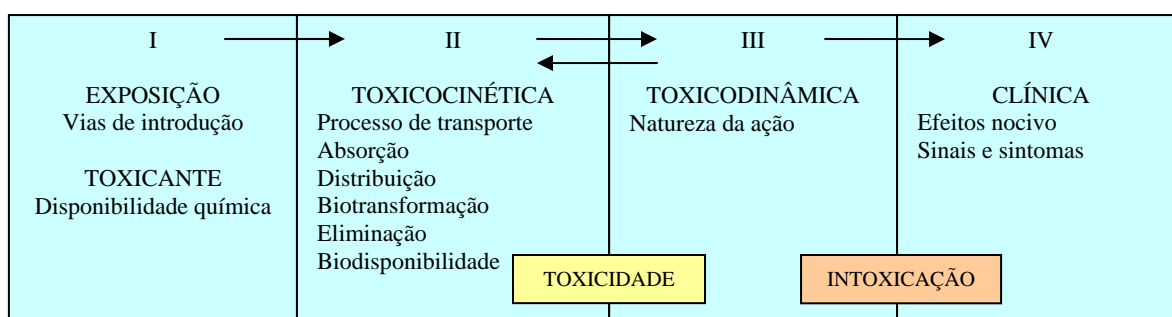 I
EXPOSIÇÃO
Vias de introdução
TOXICANTE
Disponibilidade química
II
TOXICOCINÉTICA
Processo de transporte
Absorção
Distribuição
Biotransformação
Eliminação
Biodisponibilidade
TOXICIDADE
III
TOXICODINÂMICA
Natureza da ação
IV
CLÍNICA
Efeitos nocivo
Sinais e sintomas
INTOXICAÇÃO